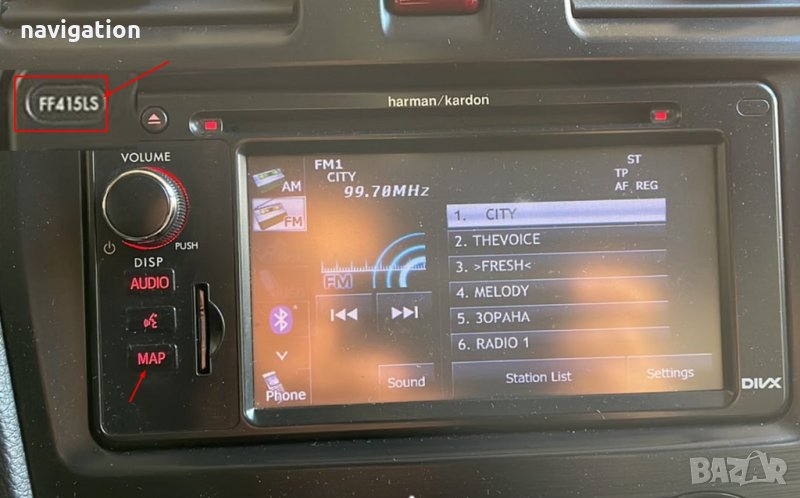 navigation
FF415LS
harman/kardon
VOLUME
PUSH
DISP
AUDIO
MAP
AM
FM
Phone
FM1
CITY
99.70MHz
ST
TP
AF REG
FM
Sound
1. CITY
2. THEVOICE
3. >FRESH<
4. MELODY
5. ЗОРАНА
6. RADIO 1
Station List
Settings
DIVX
BAZAR